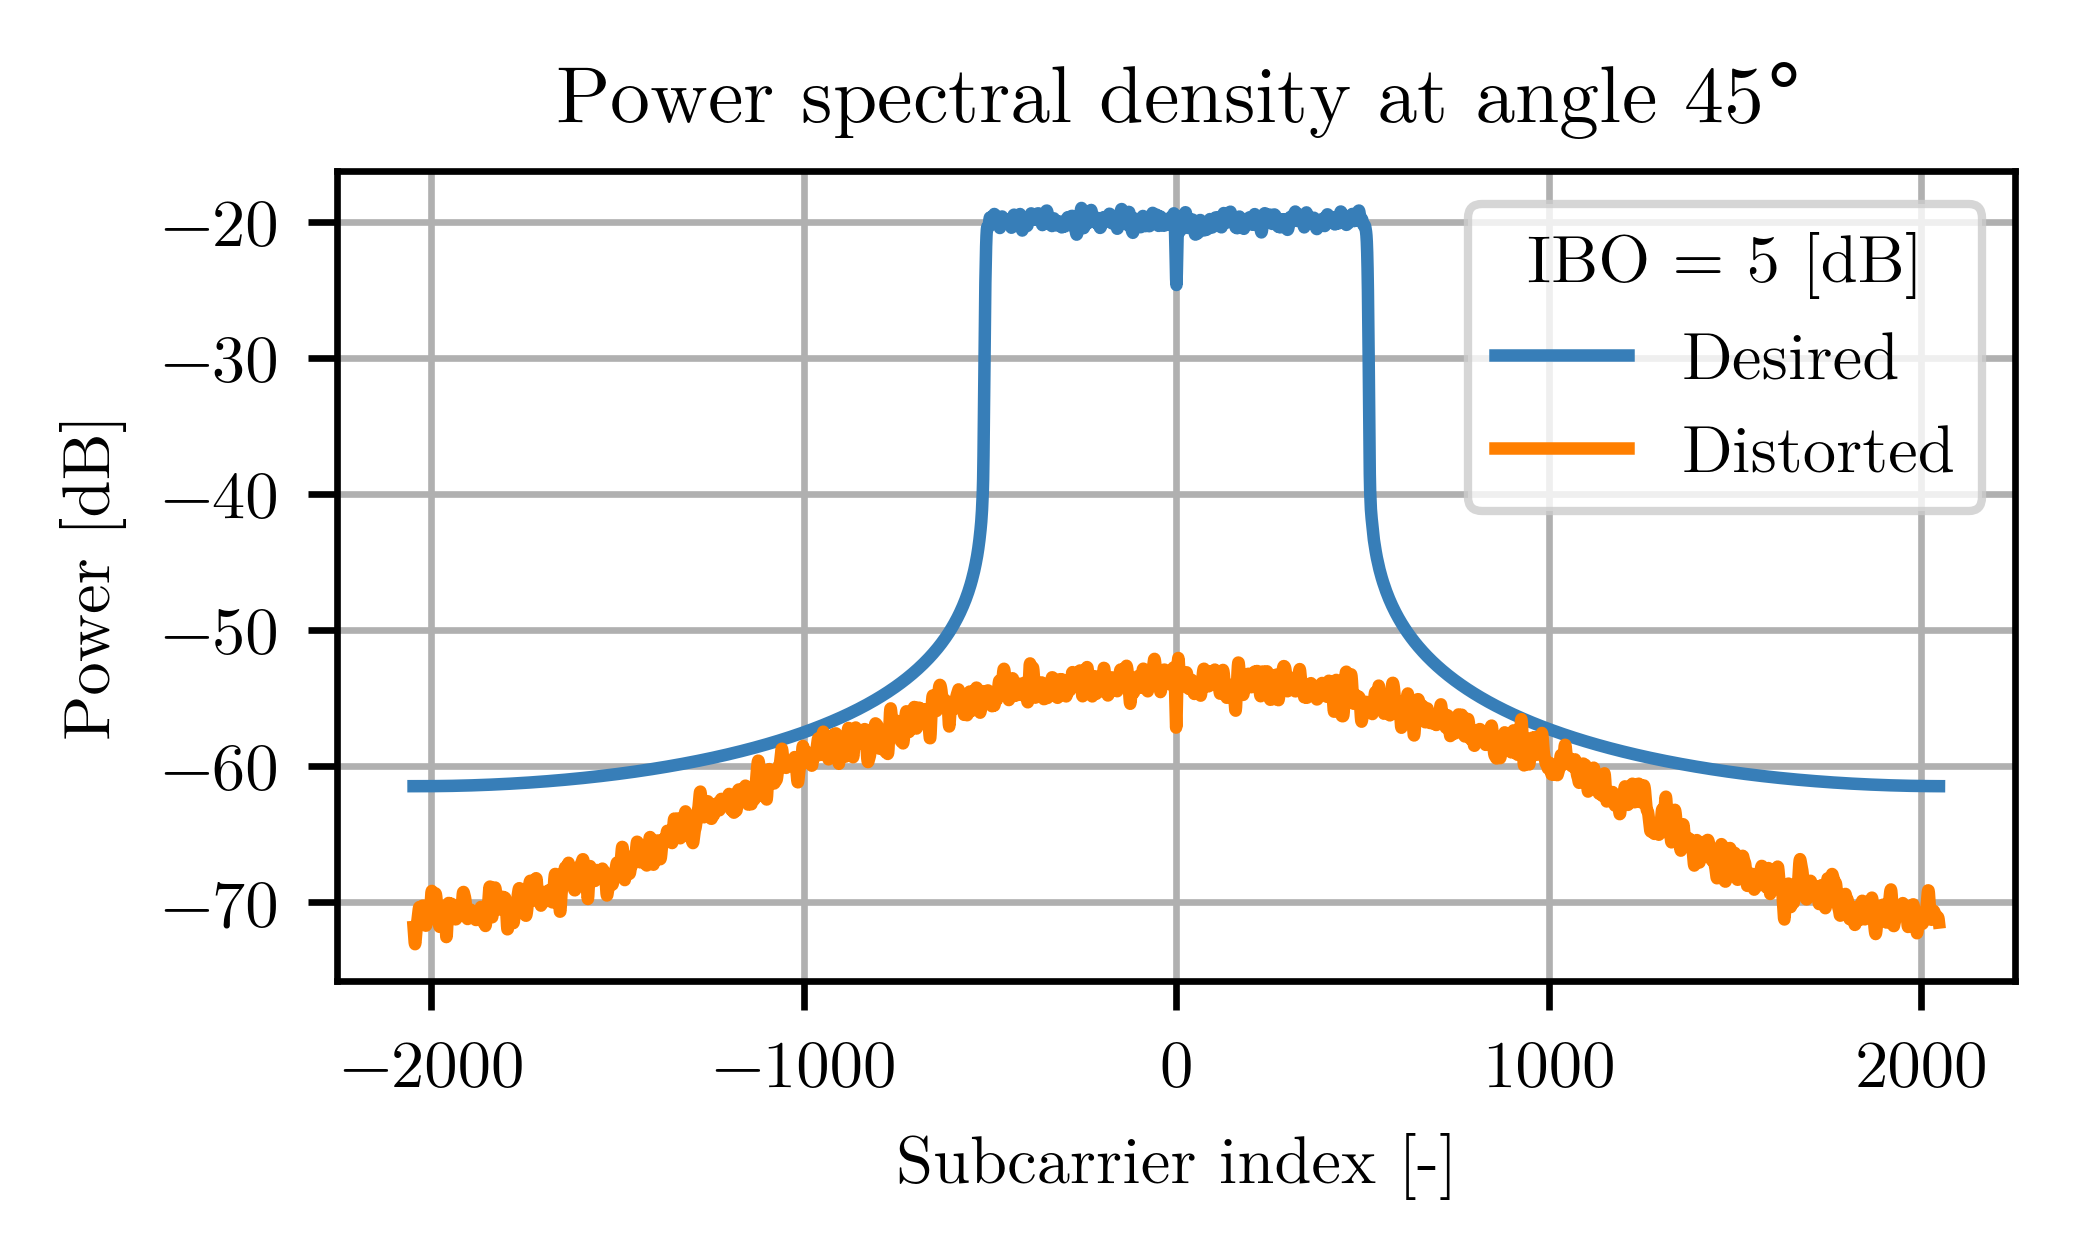 Power spectral density at angle 45°
−20
−30
−40
−50
−60
−70
Power [dB]
IBO = 5 [dB]
Desired
Distorted
−2000 −1000 0 1000 2000
Subcarrier index [-]